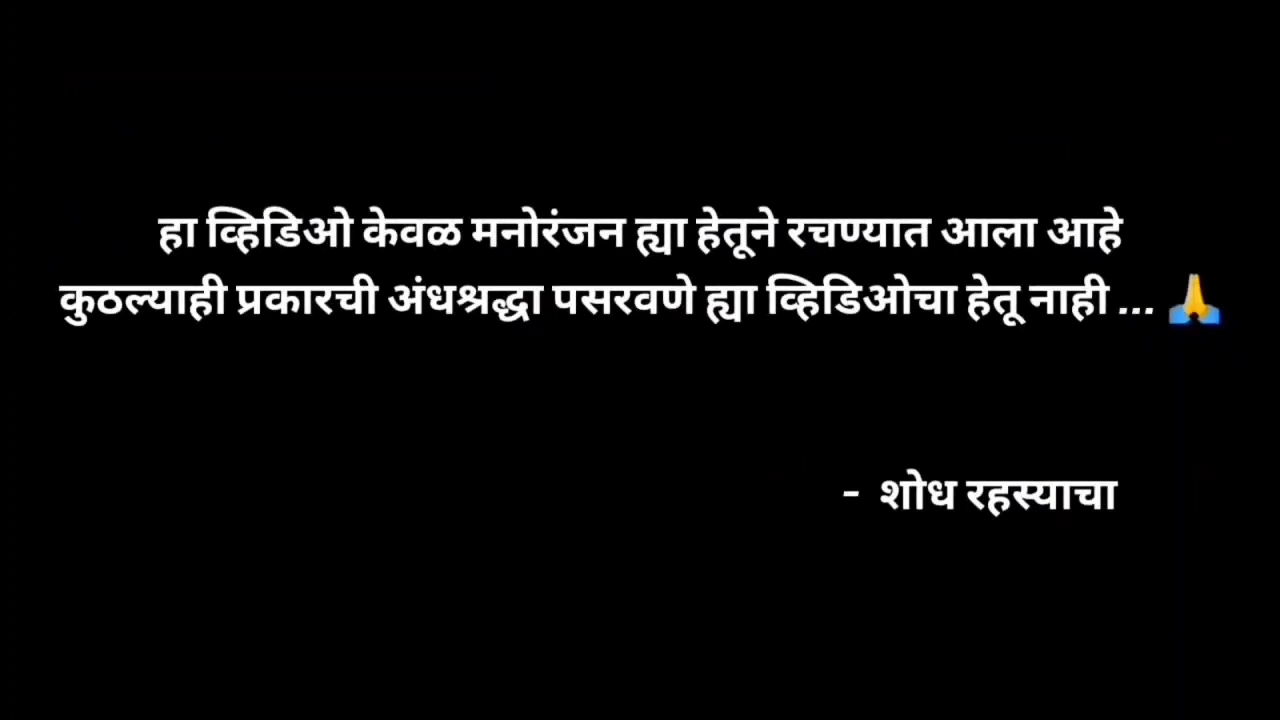 हा व्हिडिओ केवळ मनोरंजन ह्या हेतूने रचण्यात आला आहे
कुठल्याही प्रकारची अंधश्रद्धा पसरवणे ह्या व्हिडिओचा हेतू नाही ... 🙏
- शोध रहस्याचा